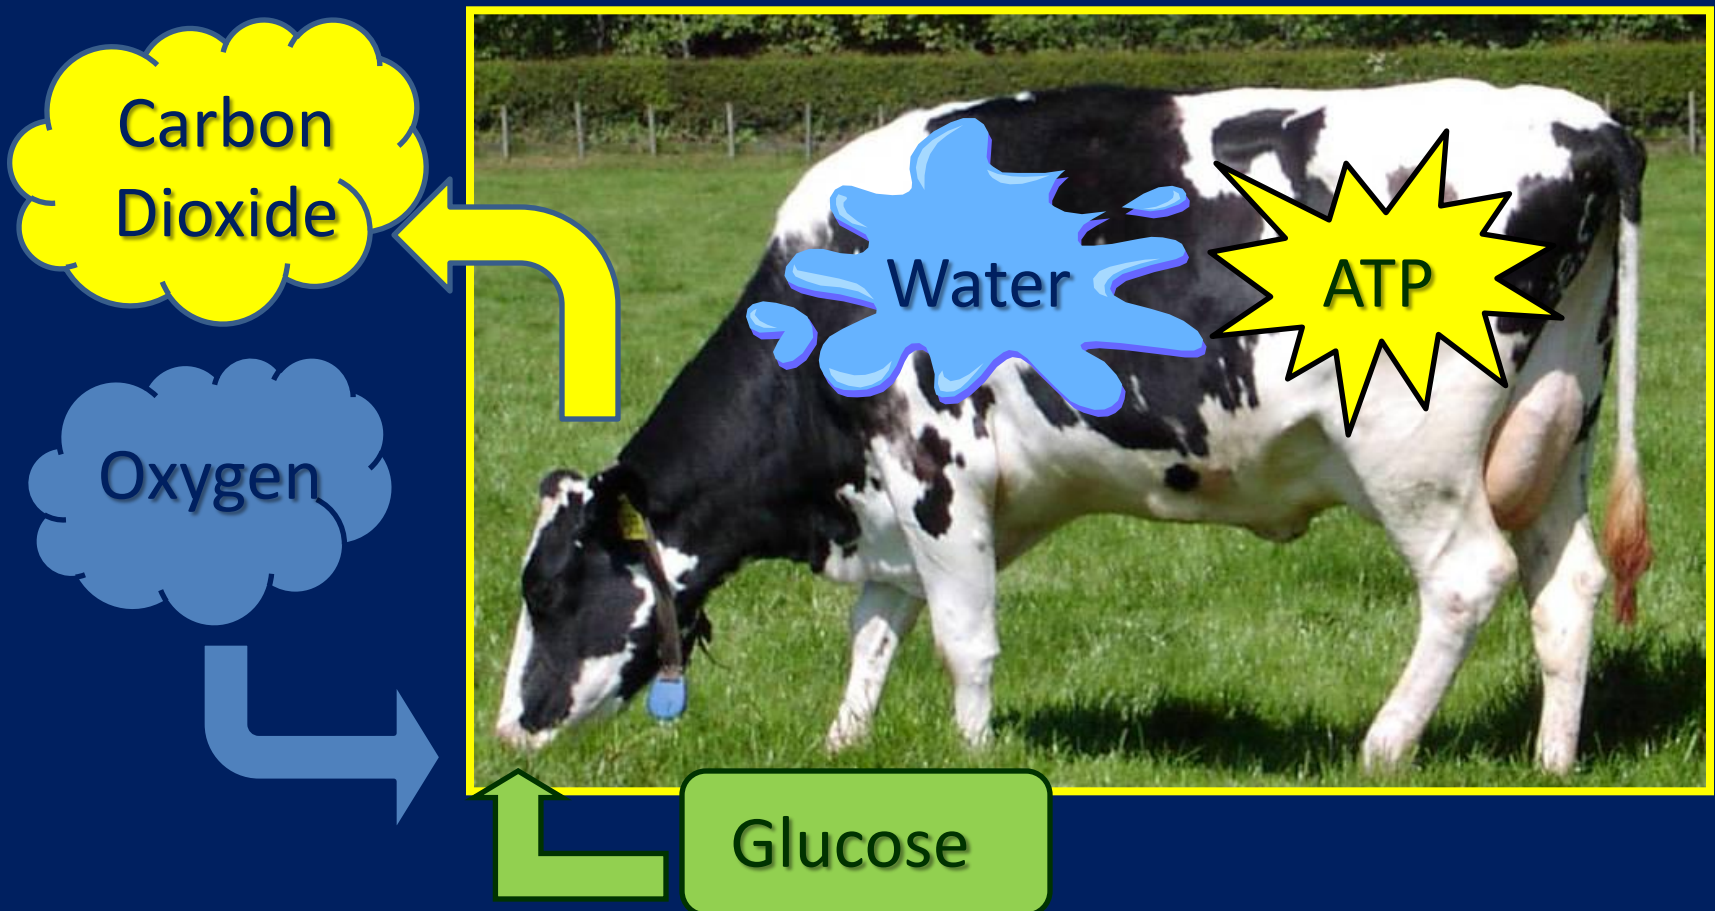 Carbon
Dioxide
Water
ATP
Oxygen
Glucose